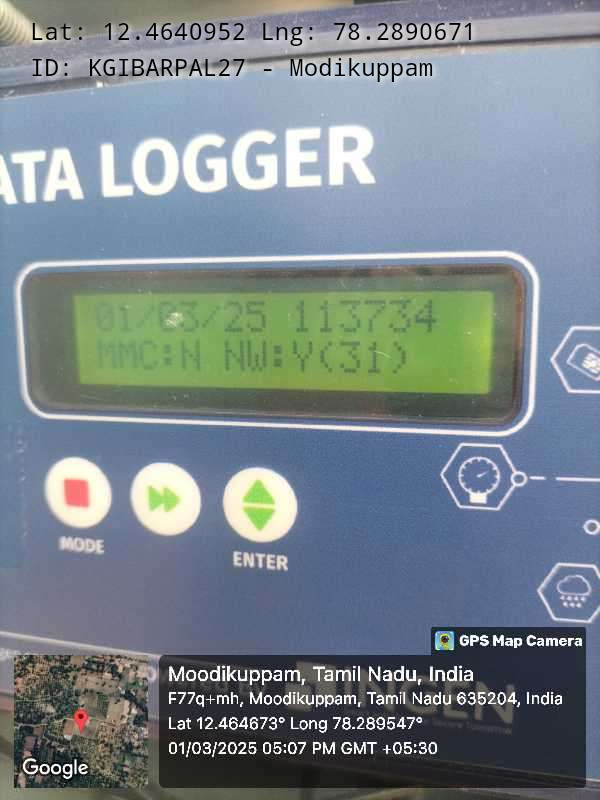 Lat: 12.4640952 Lng: 78.2890671
ID: KGIBARPAL27 - Modikuppam
ATA LOGGER
01/03/25 113734
MMC:N NW:Y(31)
MODE
ENTER
GPS Map Camera
Moodikuppam, Tamil Nadu, India
F77q+mh, Moodikuppam, Tamil Nadu 635204, India
Lat 12.464673° Long 78.289547°
01/03/2025 05:07 PM GMT +05:30
Google